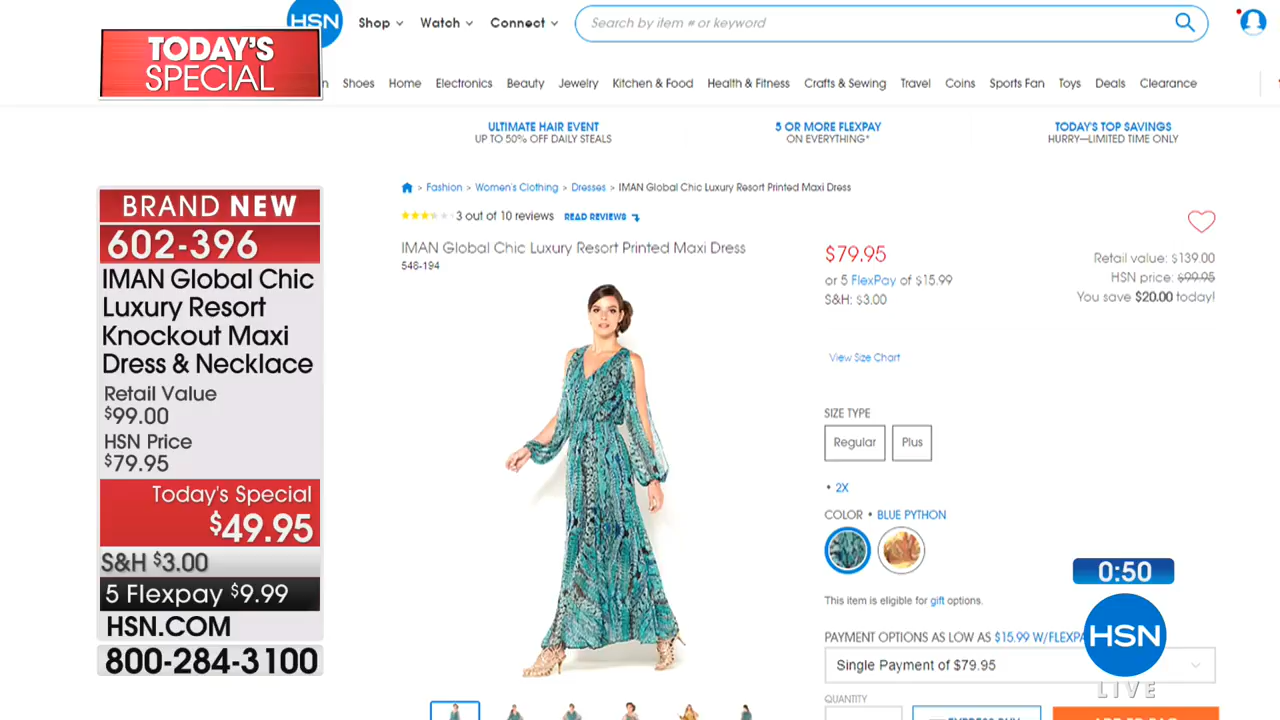 TODAY'S
SPECIAL
HSN
Shop
Watch
Connect
Search by item # or keyword
Shoes
Home
Electronics
Beauty
Jewelry
Kitchen & Food
Health & Fitness
Crafts & Sewing
Travel
Coins
Sports Fan
Toys
Deals
Clearance
ULTIMATE HAIR EVENT
UP TO 50% OFF DAILY STEALS
5 OR MORE FLEXPAY
ON EVERYTHING*
TODAY'S TOP SAVINGS
HURRY—LIMITED TIME ONLY
BRAND NEW
602-396
IMAN Global Chic
Luxury Resort
Knockout Maxi
Dress & Necklace
Retail Value
$99.00
HSN Price
$79.95
Today's Special
$49.95
S&H $3.00
5 Flexpay $9.99
HSN.COM
800-284-3100
> Fashion > Women's Clothing > Dresses > IMAN Global Chic Luxury Resort Printed Maxi Dress
3 out of 10 reviews READ REVIEWS
IMAN Global Chic Luxury Resort Printed Maxi Dress
548-194
$79.95
or 5 FlexPay of $15.99
S&H: $3.00
Retail value: $139.00
HSN price: $99.95
You save $20.00 today!
View Size Chart
SIZE TYPE
Regular
Plus
• 2X
COLOR • BLUE PYTHON
This item is eligible for gift options.
PAYMENT OPTIONS AS LOW AS $15.99 W/FLEXPA
Single Payment of $79.95
QUANTITY
0:50
HSN
LIVE